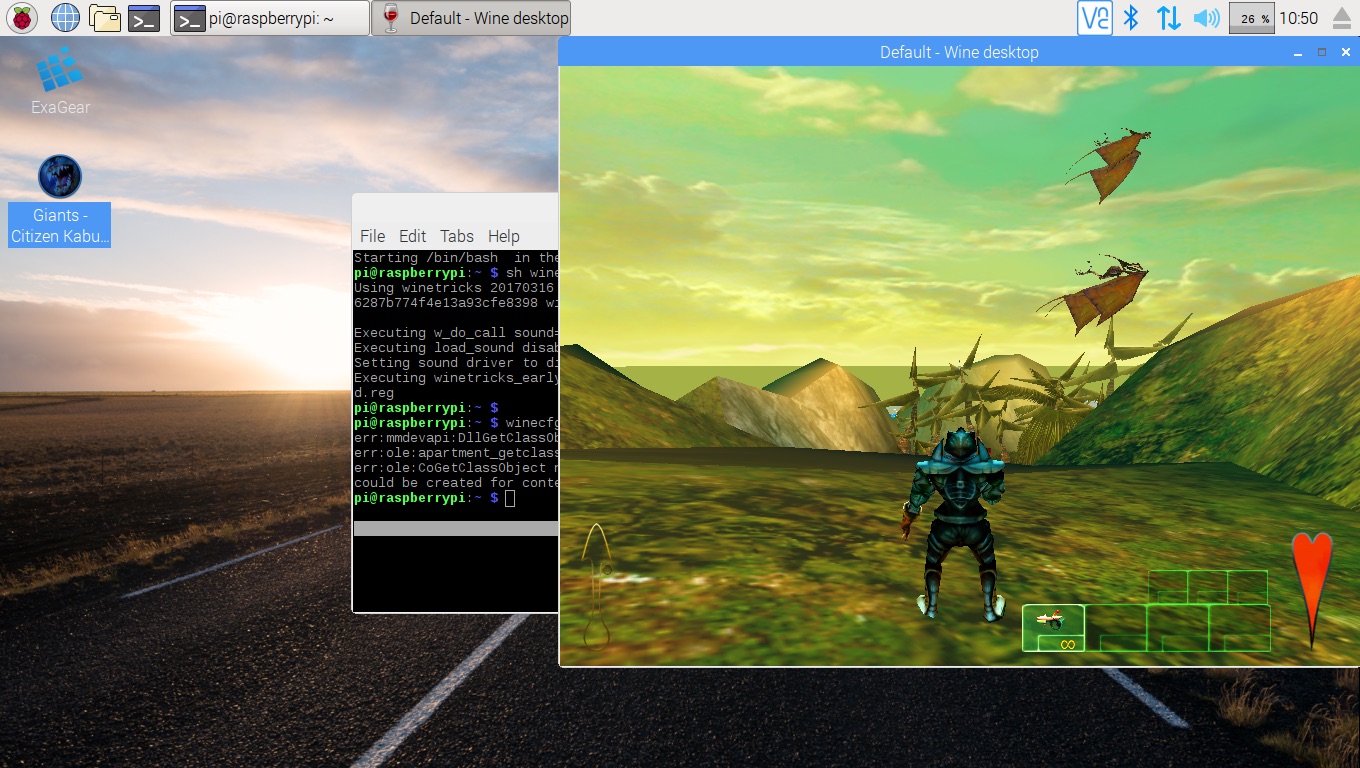 pi@raspberrypi: ~
Default - Wine desktop
26 %
10:50
Default - Wine desktop
ExaGear
Giants -
Citizen Kabu...
File Edit Tabs Help
Starting /bin/bash in the
pi@raspberrypi:~ $ sh wine
Using winetricks 20170316
6287b774f4e13a93cfe8398 wi
Executing w_do_call sound=
Executing load_sound disab
Setting sound driver to di
Executing winetricks_early
d.reg
pi@raspberrypi:~ $
pi@raspberrypi:~ $ winecfg
err:mmdevapi:DllGetClassOb
err:ole:apartment_getclass
err:ole:CoGetClassObject
could be created for conte
pi@raspberrypi:~ $
∞